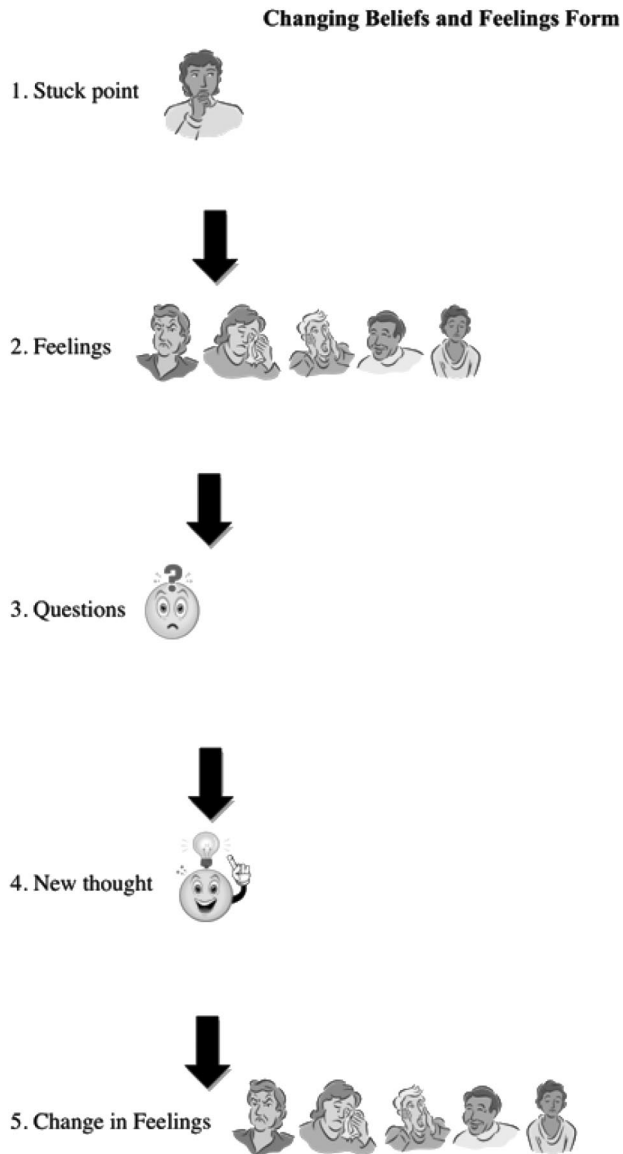 Changing Beliefs and Feelings Form
1. Stuck point
2. Feelings
?
3. Questions
4. New thought
5. Change in Feelings